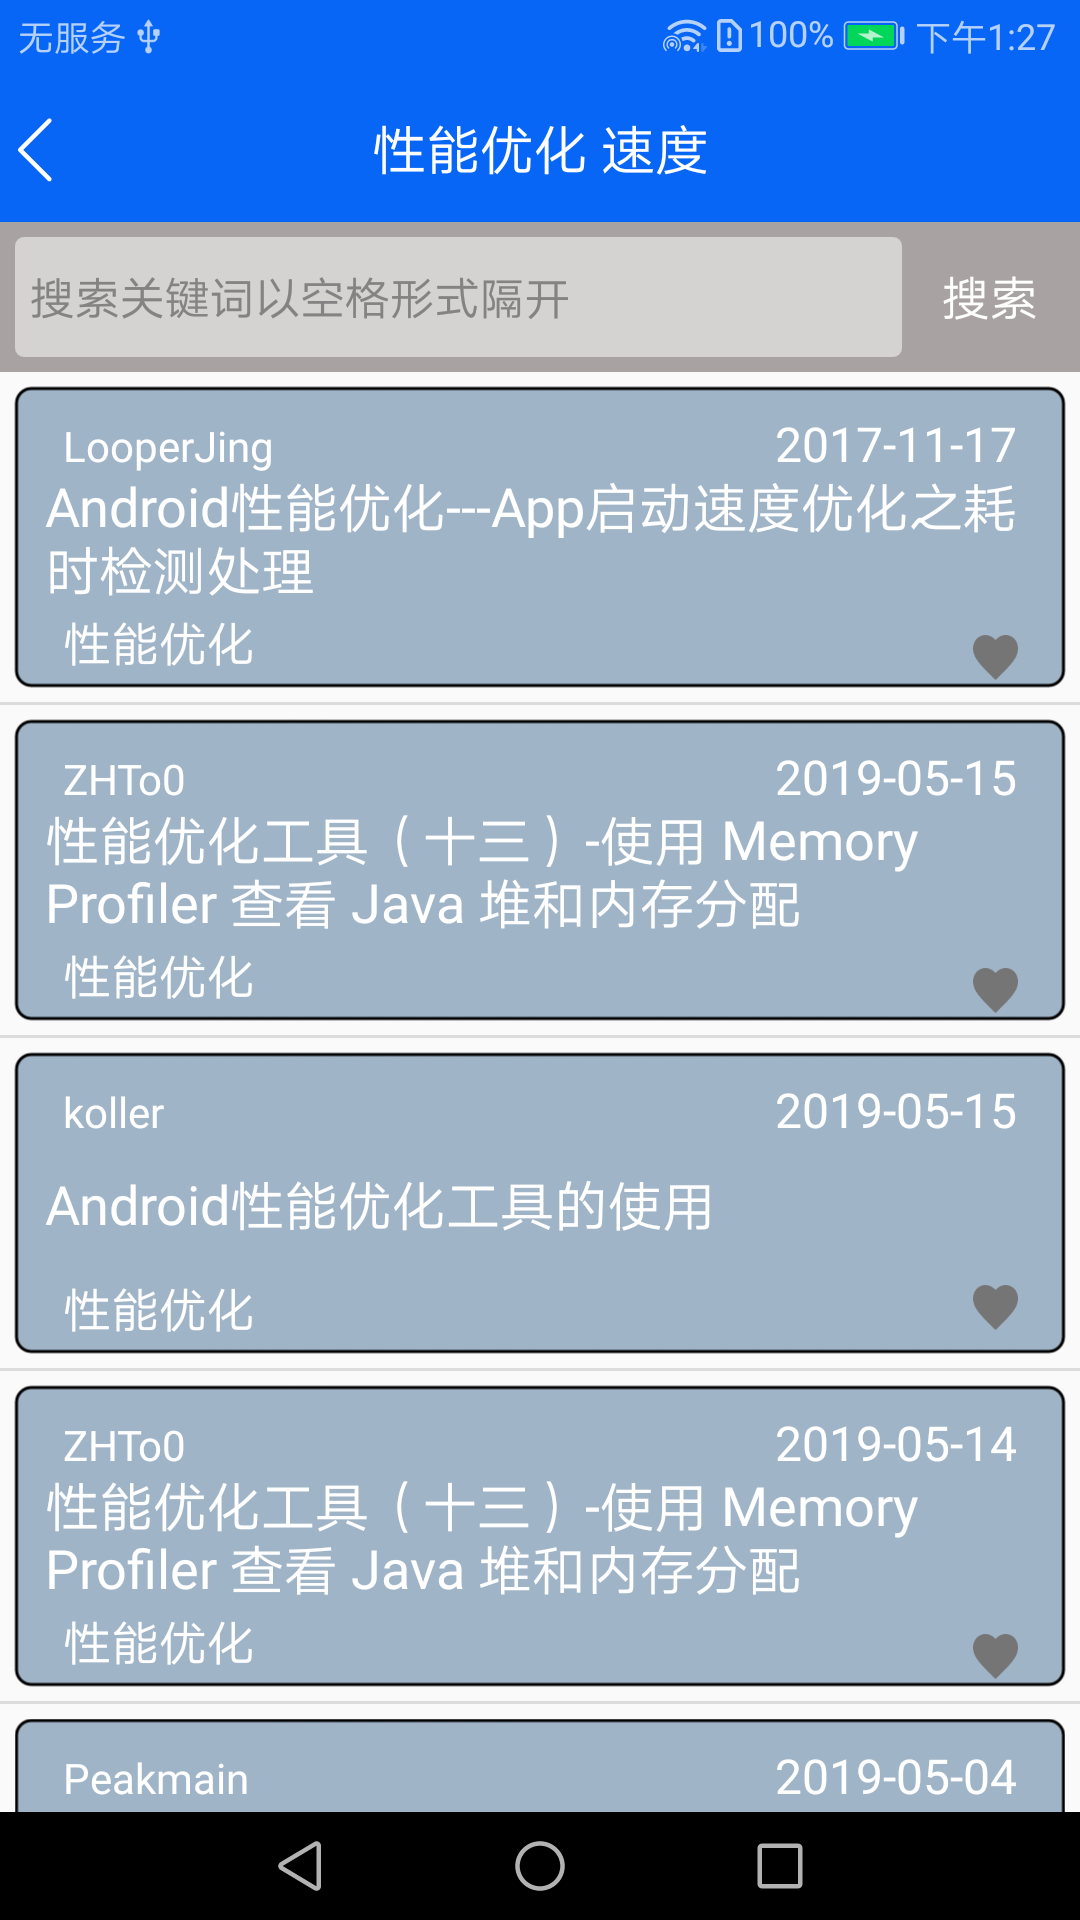 无服务 100% 下午1:27
性能优化 速度
搜索关键词以空格形式隔开 搜索
LooperJing 2017-11-17
Android性能优化---App启动速度优化之耗
时检测处理
性能优化
ZHTo0 2019-05-15
性能优化工具（十三）-使用 Memory
Profiler 查看 Java 堆和内存分配
性能优化
koller 2019-05-15
Android性能优化工具的使用
性能优化
ZHTo0 2019-05-14
性能优化工具（十三）-使用 Memory
Profiler 查看 Java 堆和内存分配
性能优化
Peakmain 2019-05-04